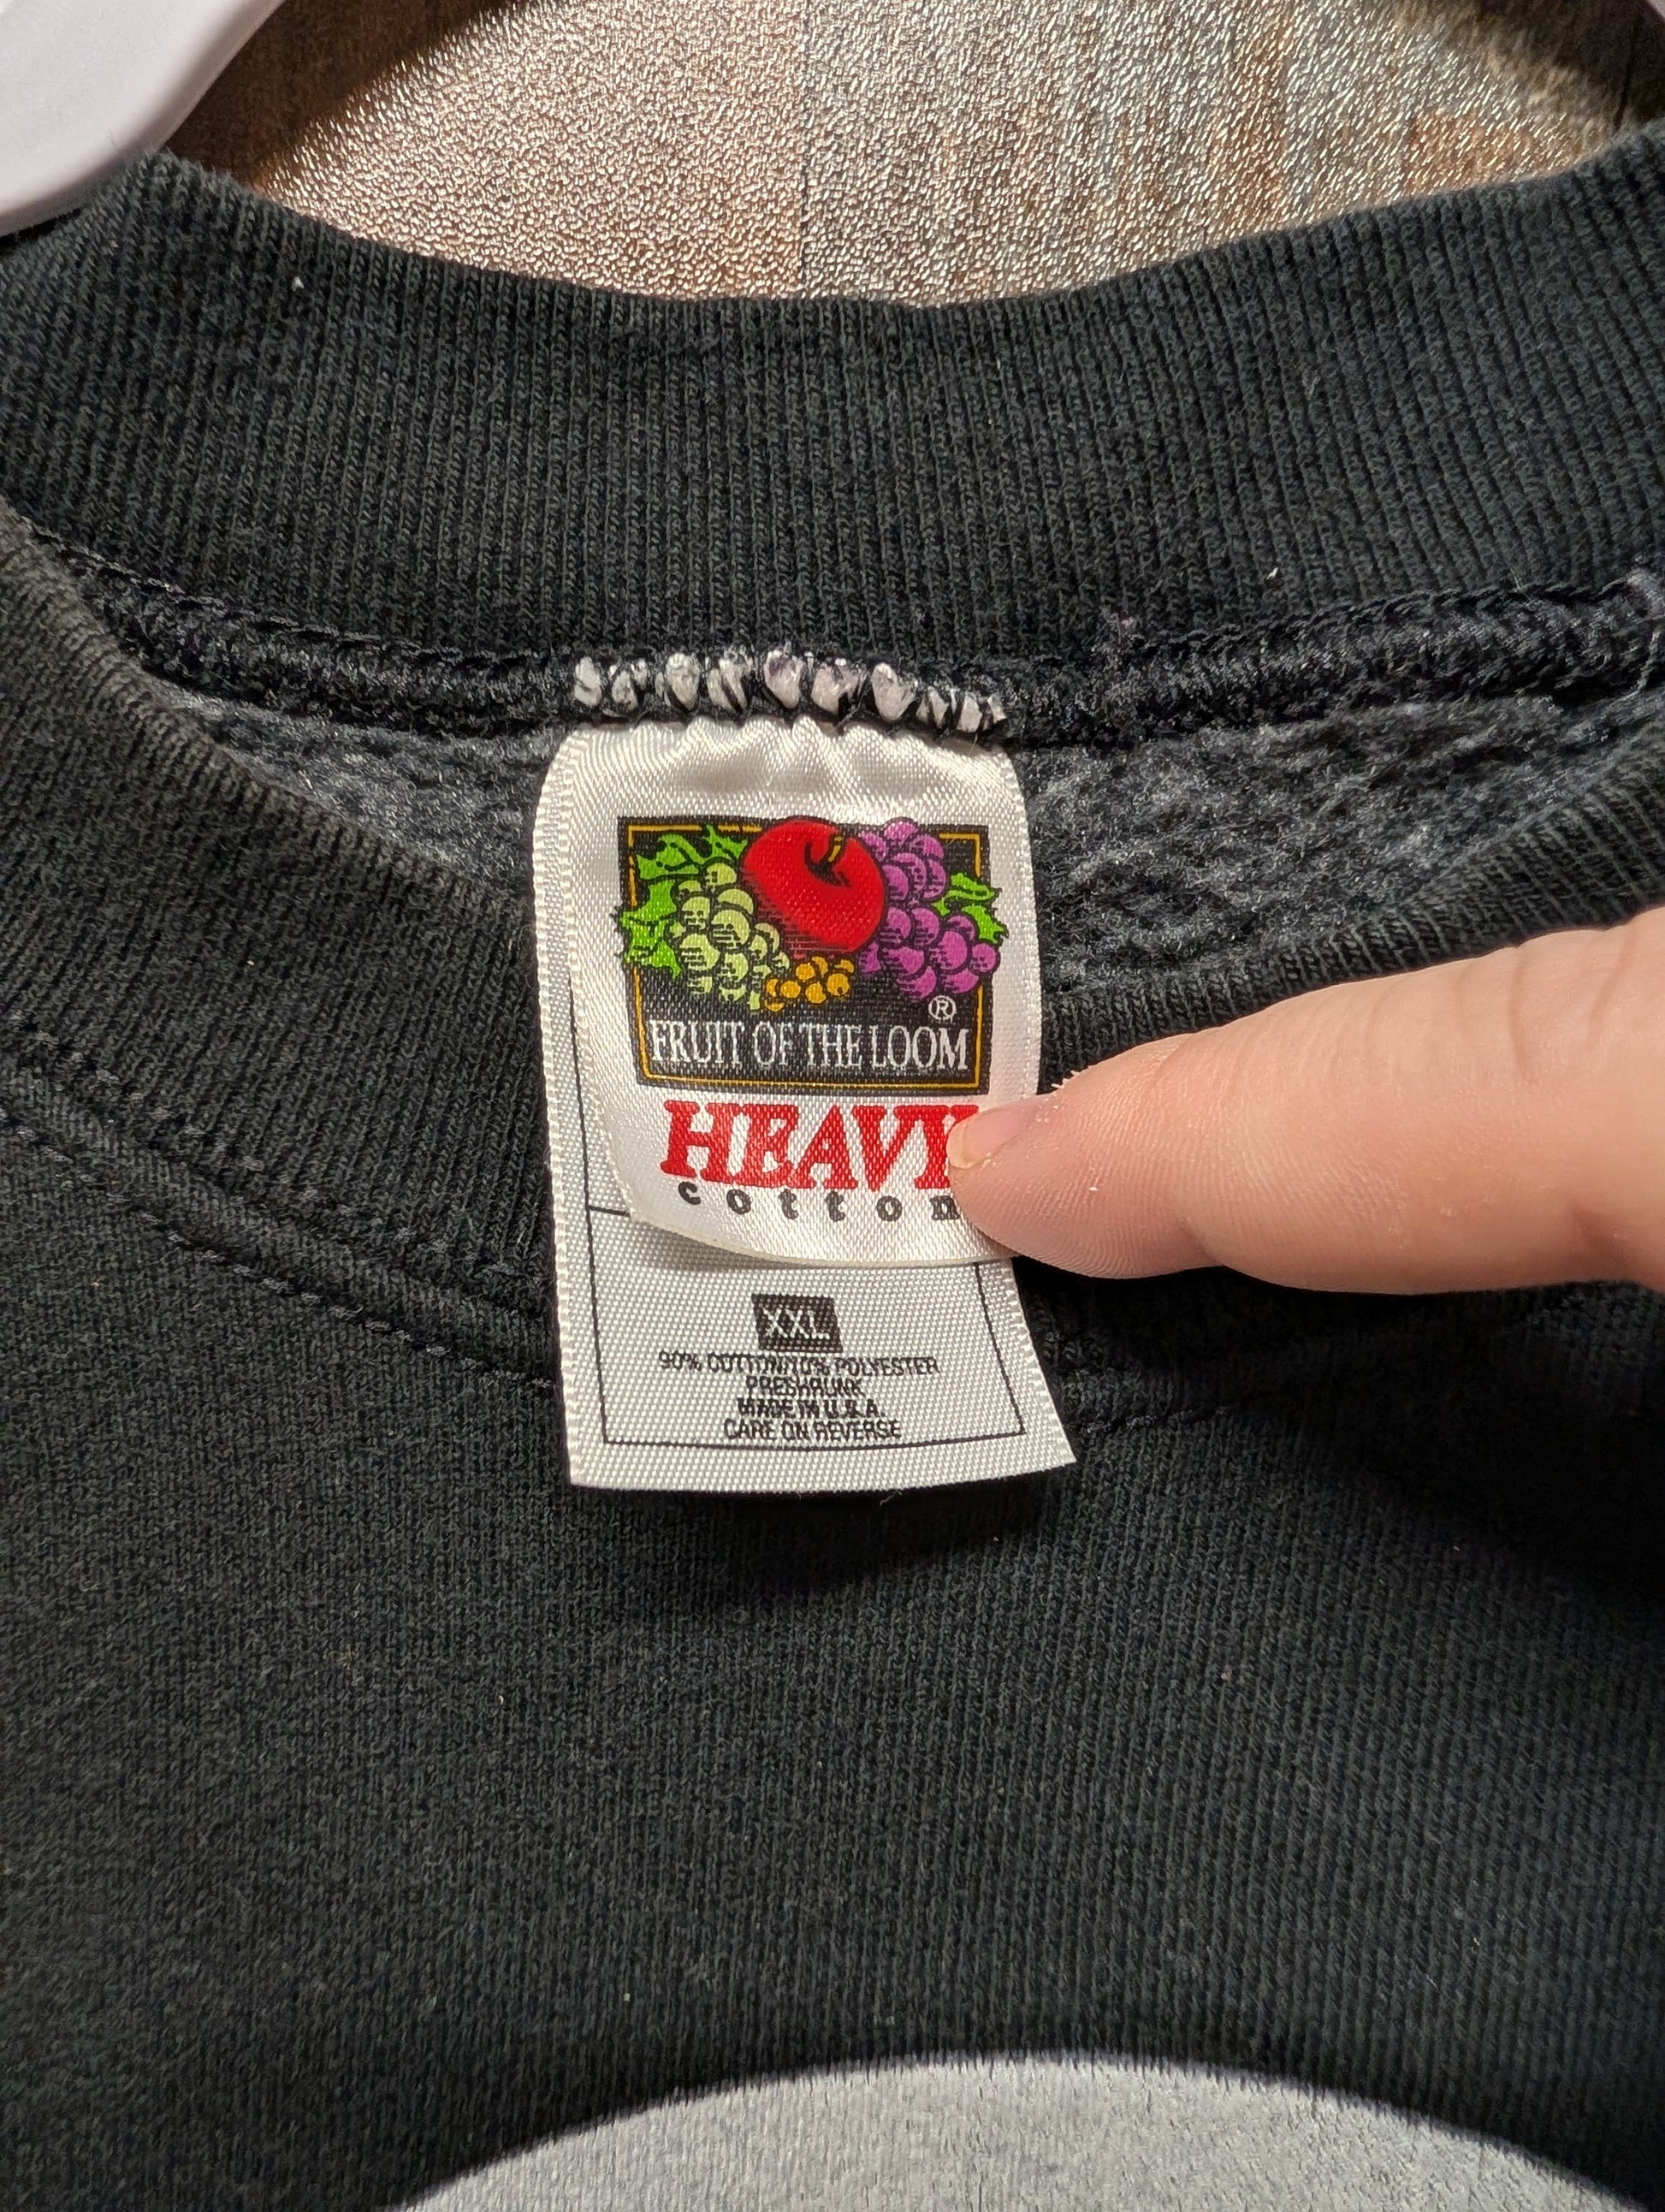 ®
FRUIT OF THE LOOM
HEAVY
cotton
XXL
90% COTTON/10% POLYESTER
PRESHRUNK
MADE IN U.S.A.
CARE ON REVERSE